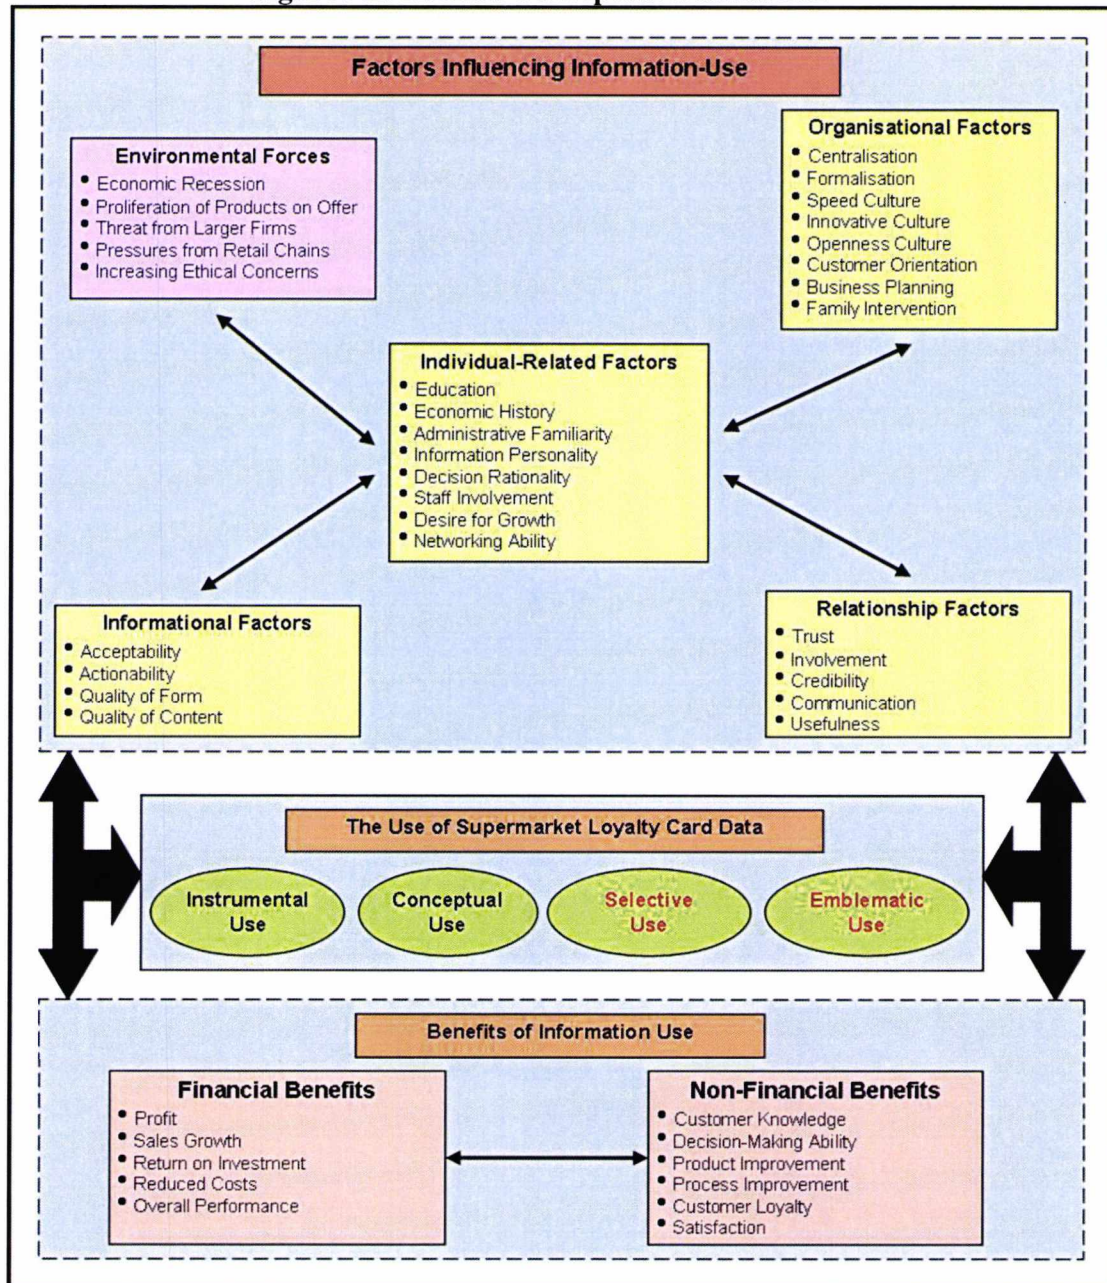 Factors Influencing Information-Use
Environmental Forces
• Economic Recession
• Proliferation of Products on Offer
• Threat from Larger Firms
• Pressures from Retail Chains
• Increasing Ethical Concerns
Organisational Factors
• Centralisation
• Formalisation
• Speed Culture
• Innovative Culture
• Openness Culture
• Customer Orientation
• Business Planning
• Family Intervention
Individual-Related Factors
• Education
• Economic History
• Administrative Familiarity
• Information Personality
• Decision Rationality
• Staff Involvement
• Desire for Growth
• Networking Ability
Informational Factors
• Acceptability
• Actionability
• Quality of Form
• Quality of Content
Relationship Factors
• Trust
• Involvement
• Credibility
• Communication
• Usefulness
The Use of Supermarket Loyalty Card Data
Instrumental
Use
Conceptual
Use
Selective
Use
Emblematic
Use
Benefits of Information Use
Financial Benefits
• Profit
• Sales Growth
• Return on Investment
• Reduced Costs
• Overall Performance
Non-Financial Benefits
• Customer Knowledge
• Decision-Making Ability
• Product Improvement
• Process Improvement
• Customer Loyalty
• Satisfaction